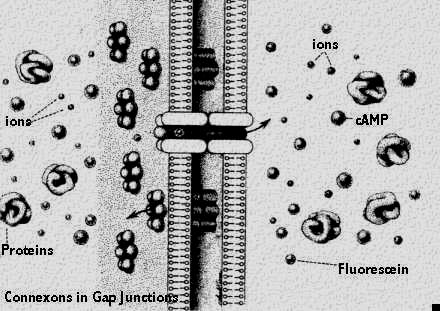 ions
cAMP
ions
Proteins
Fluorescein
Connexons in Gap Junctions